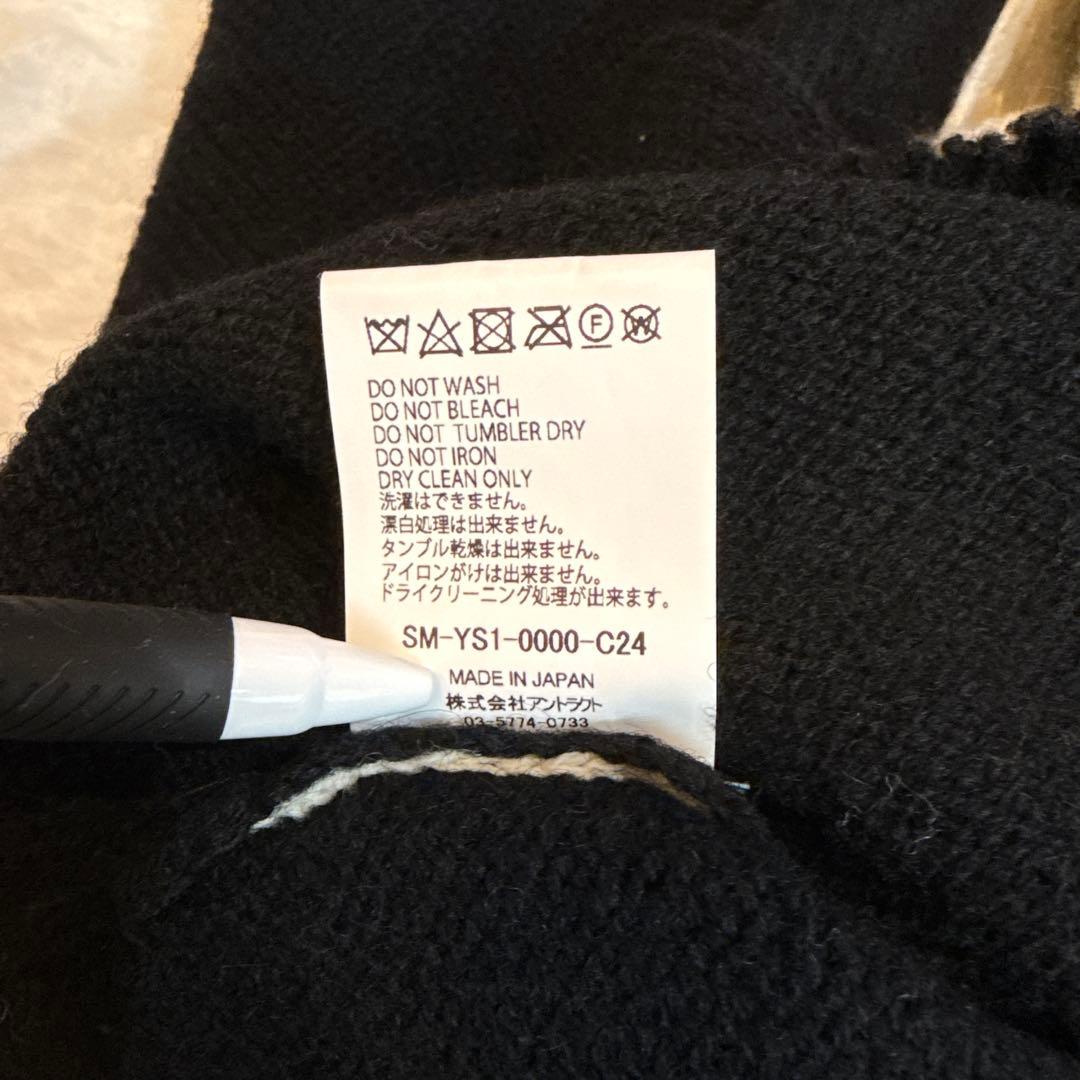 F W
DO NOT WASH
DO NOT BLEACH
DO NOT TUMBLER DRY
DO NOT IRON
DRY CLEAN ONLY
洗濯はできません。
漂白処理は出来ません。
タンブル乾燥は出来ません。
アイロンがけは出来ません。
ドライクリーニング処理が出来ます。
SM-YS1-0000-C24
MADE IN JAPAN
株式会社アントラクト
03-5774-0733